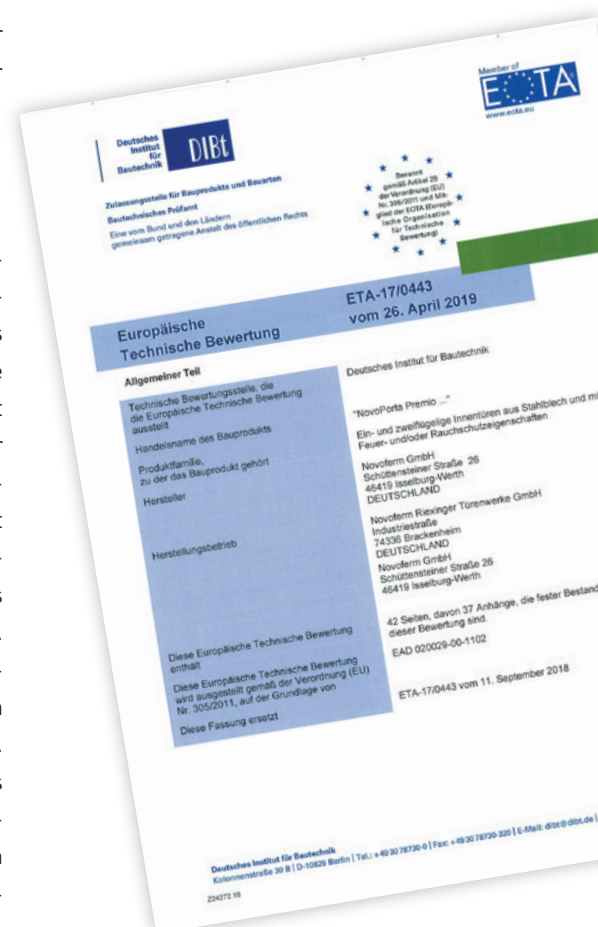 Member of
EOTA
www.eota.eu
Deutsches
Institut
für
Bautechnik
DIBt
Zulassungsstelle für Bauprodukte und Bauarten
Bautechnisches Prüfamt
Eine vom Bund und den Ländern
gemeinsam getragene Anstalt des öffentlichen Rechts
Benannt
gemäß Artikel 29
der Verordnung (EU)
Nr. 305/2011 und Mit-
glied der EOTA (Europä-
ische Organisation
für Technische
Bewertung)
Europäische
Technische Bewertung
ETA-17/0443
vom 26. April 2019
Allgemeiner Teil
Technische Bewertungsstelle, die
die Europäische Technische Bewertung
ausstellt
Deutsches Institut für Bautechnik
Handelsname des Bauprodukts
"NovoPorta Premio ..."
Produktfamilie,
zu der das Bauprodukt gehört
Ein- und zweiflügelige Innentüren aus Stahlblech und mi
Feuer- und/oder Rauchschutzeigenschaften
Hersteller
Novoferm GmbH
Schüttensteiner Straße 26
46419 Isselburg-Werth
DEUTSCHLAND
Herstellungsbetrieb
Novoferm Riexinger Türenwerke GmbH
Industriestraße
74336 Brackenheim
DEUTSCHLAND
Novoferm GmbH
Schüttensteiner Straße 26
46419 Isselburg-Werth
Diese Europäische Technische Bewertung
enthält
42 Seiten, davon 37 Anhänge, die fester Bestand
dieser Bewertung sind.
Diese Europäische Technische Bewertung
wird ausgestellt gemäß der Verordnung (EU)
Nr. 305/2011, auf der Grundlage von
EAD 020029-00-1102
Diese Fassung ersetzt
ETA-17/0443 vom 11. September 2018
Deutsches Institut für Bautechnik
Kolonnenstraße 30 B | D-10829 Berlin | Tel.: +49 30 78730-0 | Fax: +49 30 78730-320 | E-Mail: dibt@dibt.de |
Z24372.18